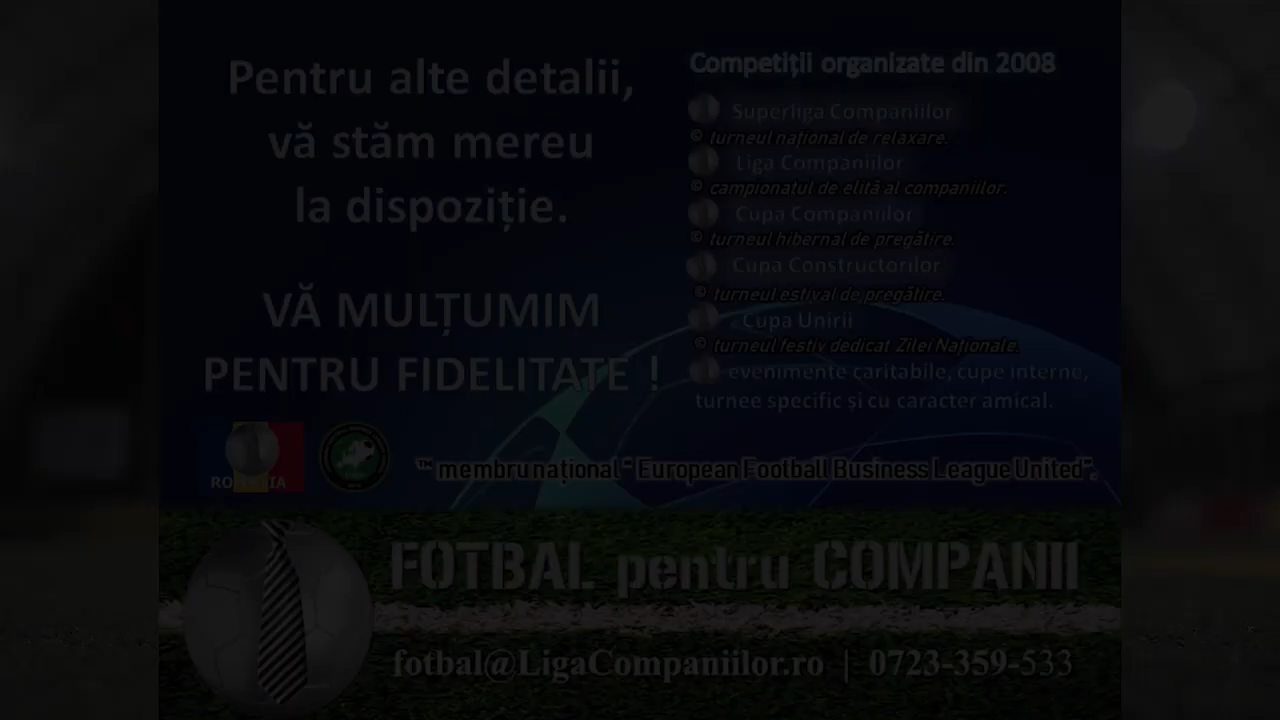 Pentru alte detalii,
vă stăm mereu
la dispoziție.
VĂ MULȚUMIM
PENTRU FIDELITATE !
Competiții organizate din 2008
Superliga Companiilor
© turneul național de relaxare.
Liga Companiilor
© campionatul de elită al companiilor.
Cupa Companiilor
© turneul hibernal de pregătire.
Cupa Constructorilor
© turneul estival de pregătire.
Cupa Unirii
© turneul festiv dedicat Zilei Naționale.
evenimente caritabile, cupe interne,
turnee specific și cu caracter amical.
ROMANIA
™ membru național “ European Football Business League United”.
FOTBAL pentru COMPANII
fotbal@LigaCompaniilor.ro | 0723-359-533